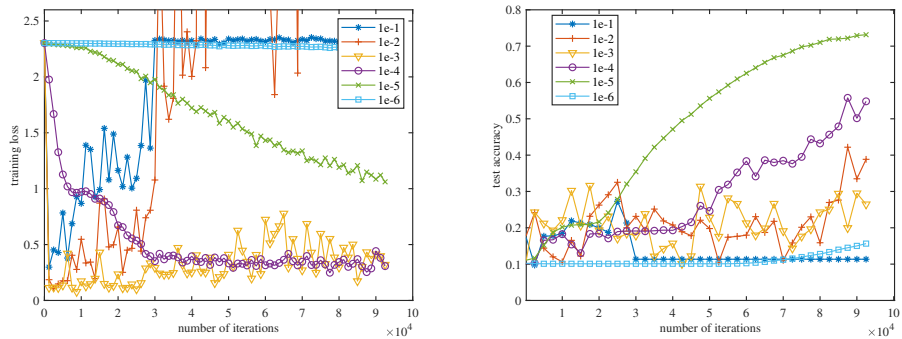 2.5
2
1.5
1
0.5
0
training loss
0 1 2 3 4 5 6 7 8 9 10
number of iterations
×10⁴
1e-1
1e-2
1e-3
1e-4
1e-5
1e-6
0.8
0.7
0.6
0.5
0.4
0.3
0.2
0.1
0
test accuracy
0 1 2 3 4 5 6 7 8 9 10
number of iterations
×10⁴
1e-1
1e-2
1e-3
1e-4
1e-5
1e-6